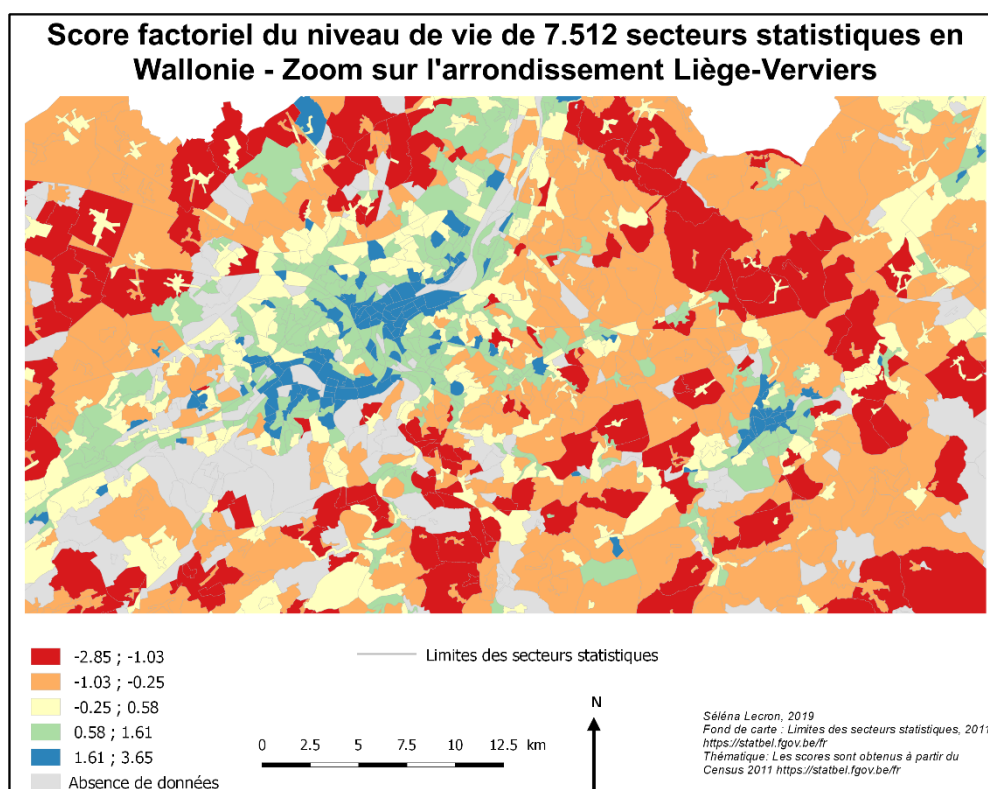 Score factoriel du niveau de vie de 7.512 secteurs statistiques en
Wallonie - Zoom sur l'arrondissement Liège-Verviers
-2.85 ; -1.03
-1.03 ; -0.25
-0.25 ; 0.58
0.58 ; 1.61
1.61 ; 3.65
Absence de données
Limites des secteurs statistiques
0 2.5 5 7.5 10 12.5 km
N
Séléna Lecron, 2019
Fond de carte : Limites des secteurs statistiques, 2011
https://statbel.fgov.be/fr
Thématique: Les scores sont obtenus à partir du
Census 2011 https://statbel.fgov.be/fr